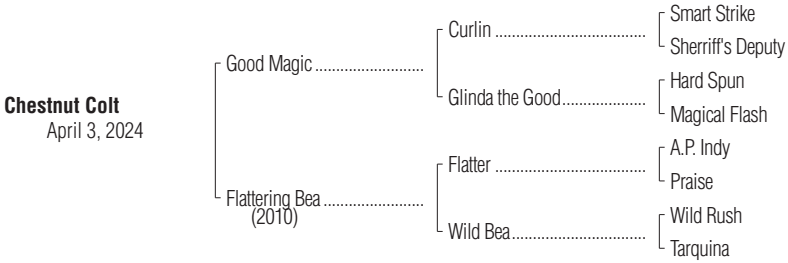 Smart Strike
Curlin ......................................
Sherriff's Deputy
Good Magic ...........................
Hard Spun
Glinda the Good.....................
Magical Flash
Chestnut Colt
April 3, 2024
A.P. Indy
Flatter ......................................
Praise
Flattering Bea .........................
(2010)
Wild Rush
Wild Bea..................................
Tarquina